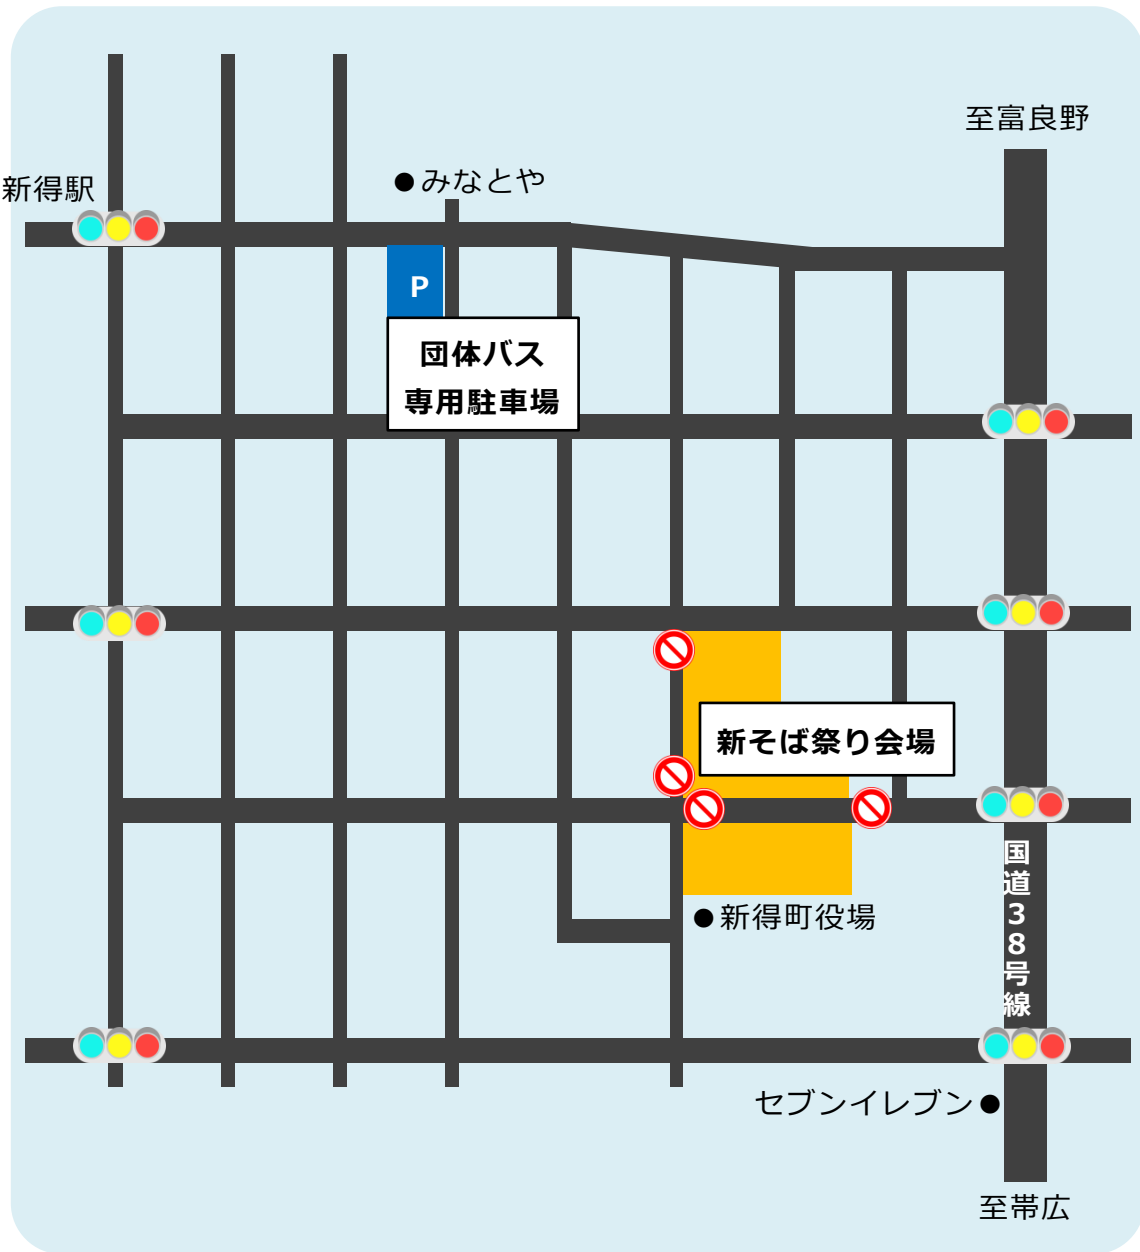 至富良野
新得駅
●みなとや
P
団体バス
専用駐車場
新そば祭り会場
国道38号線
●新得町役場
セブンイレブン●
至帯広